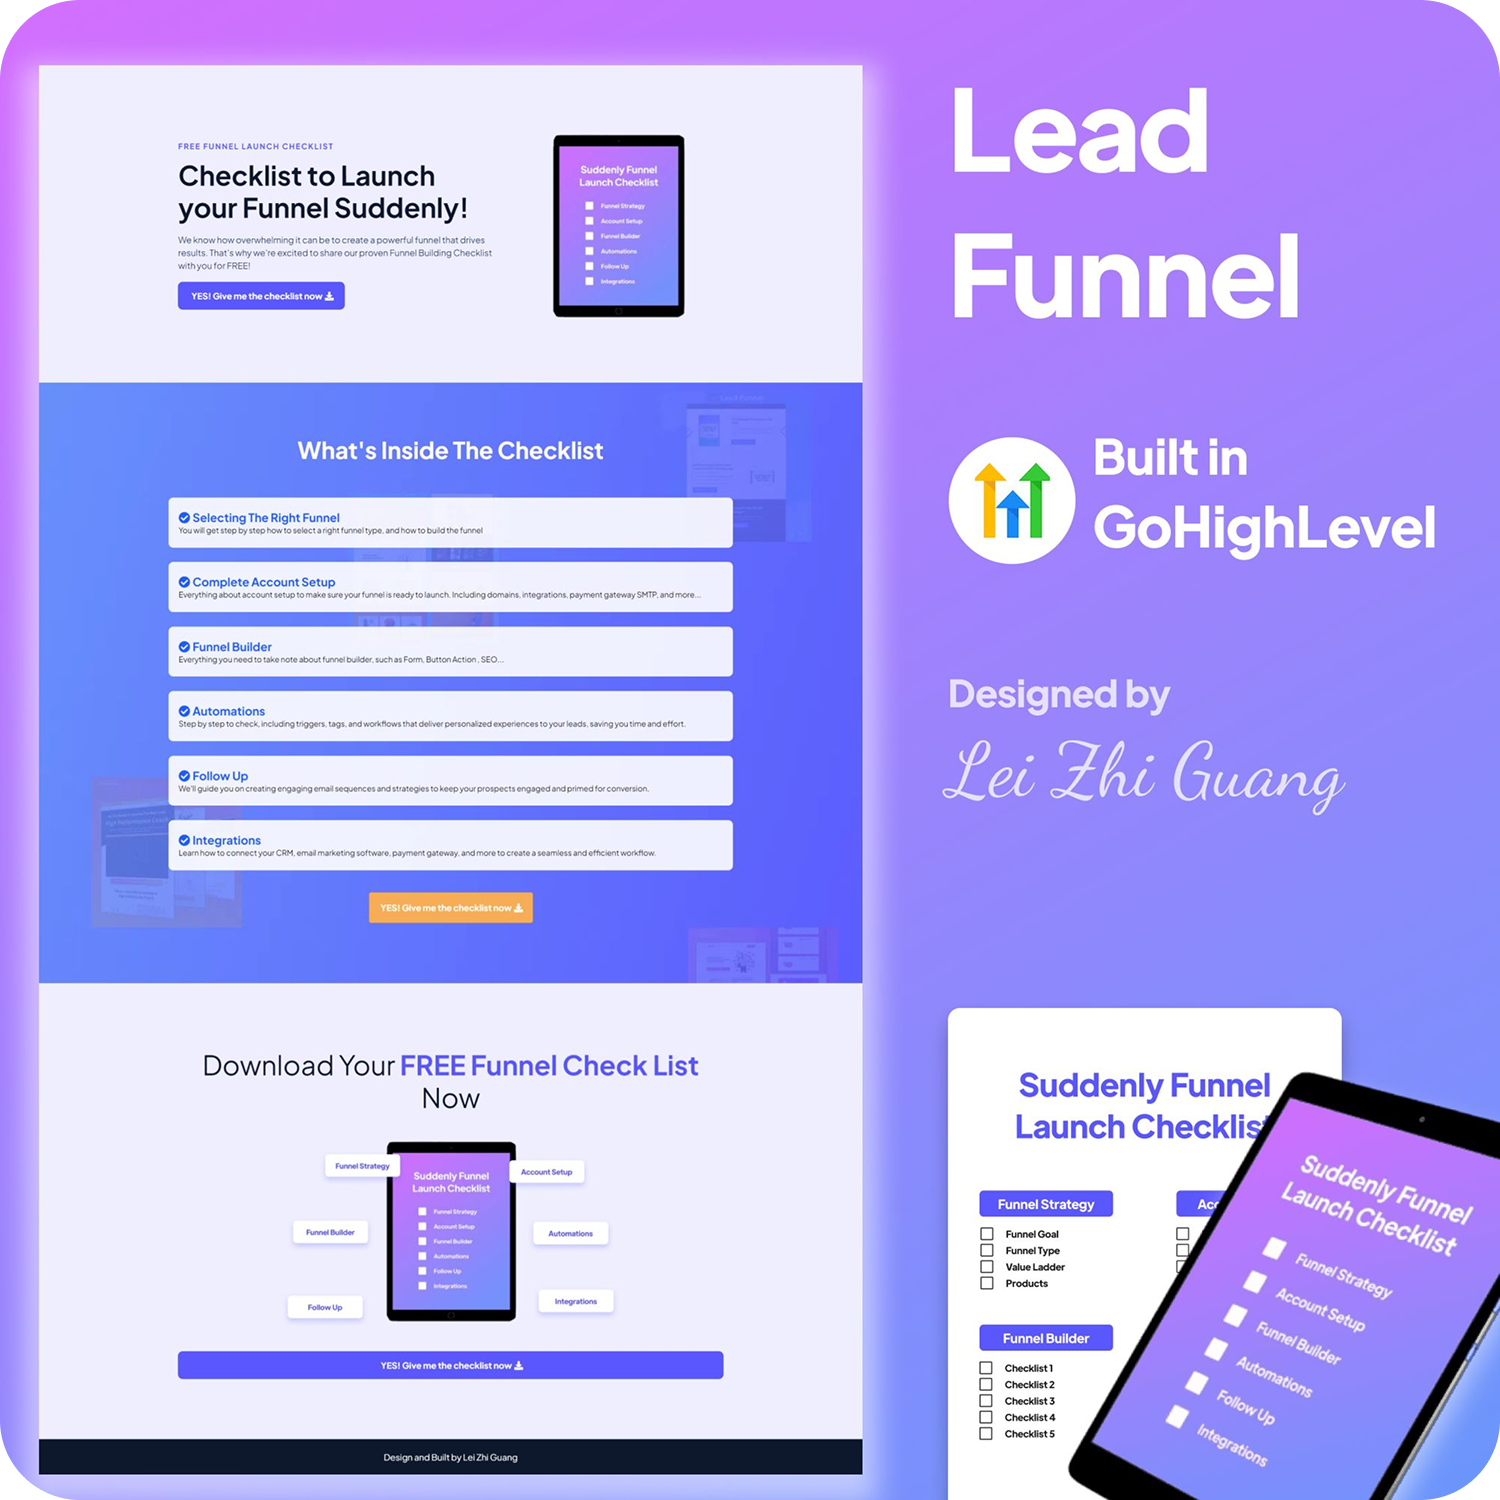 FREE FUNNEL LAUNCH CHECKLIST
Checklist to Launch
your Funnel Suddenly!
We know how overwhelming it can be to create a powerful funnel that drives
results. That's why we're excited to share our proven Funnel Building Checklist
with you for FREE!
YES! Give me the checklist now
Suddenly Funnel
Launch Checklist
Funnel Strategy
Account Setup
Funnel Builder
Automations
Follow Up
Integrations
What's Inside The Checklist
Selecting The Right Funnel
You will get step by step how to select a right funnel type, and how to build the funnel
Complete Account Setup
Everything about account setup to make sure your funnel is ready to launch. Including domains, integrations, payment gateway SMTP, and more...
Funnel Builder
Everything you need to take note about funnel builder, such as Form, Button Action , SEO...
Automations
Step by step to check, including triggers, tags, and workflows that deliver personalized experiences to your leads, saving you time and effort.
Follow Up
We'll guide you on creating engaging email sequences and strategies to keep your prospects engaged and primed for conversion.
Integrations
Learn how to connect your CRM, email marketing software, payment gateway, and more to create a seamless and efficient workflow.
YES! Give me the checklist now
Download Your FREE Funnel Check List
Now
Funnel Strategy
Account Setup
Funnel Builder
Automations
Follow Up
Integrations
Suddenly Funnel
Launch Checklist
Funnel Strategy
Account Setup
Funnel Builder
Automations
Follow Up
Integrations
YES! Give me the checklist now
Design and Built by Lei Zhi Guang
Lead
Funnel
Built in
GoHighLevel
Designed by
Lei Zhi Guang
Suddenly Funnel
Launch Checklis
Funnel Strategy
Funnel Goal
Funnel Type
Value Ladder
Products
Acc
Funnel Builder
Checklist 1
Checklist 2
Checklist 3
Checklist 4
Checklist 5
Suddenly Funnel
Launch Checklist
Funnel Strategy
Account Setup
Funnel Builder
Automations
Follow Up
Integrations